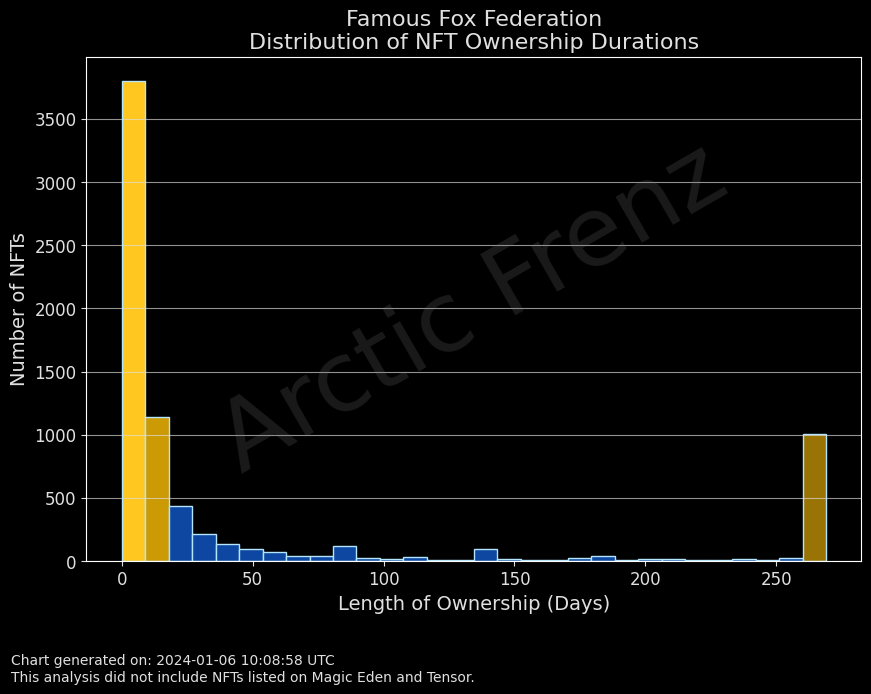 Famous Fox Federation
Distribution of NFT Ownership Durations
Number of NFTs
3500
3000
2500
2000
1500
1000
500
0
Arctic Frenz
0 50 100 150 200 250
Length of Ownership (Days)
Chart generated on: 2024-01-06 10:08:58 UTC
This analysis did not include NFTs listed on Magic Eden and Tensor.